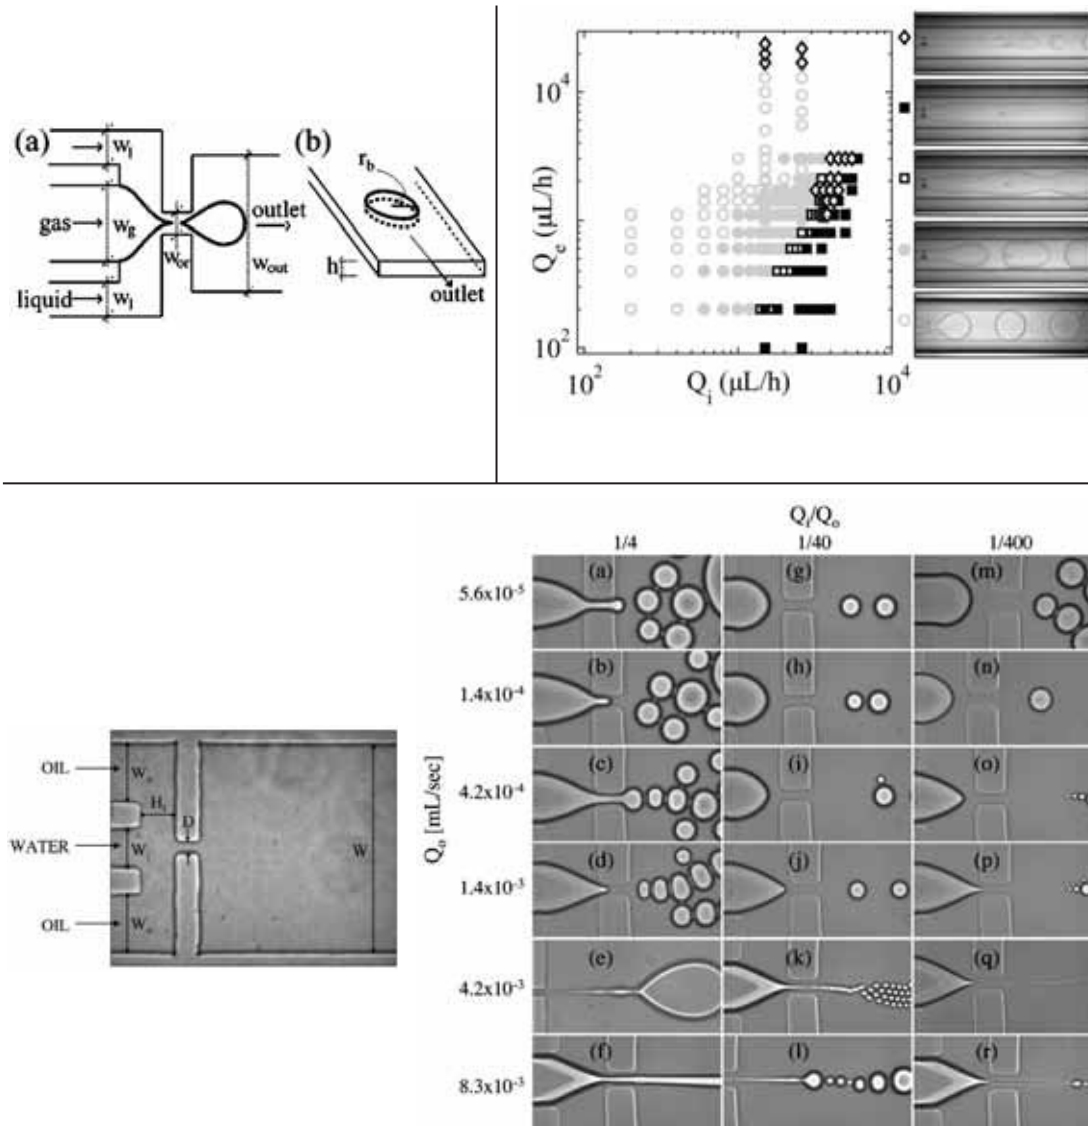 (a)
w_l
gas
w_g
w_or
outlet
w_out
liquid
w_l
(b)
r_b
h
outlet
10^4
Q_e (μL/h)
10^2
10^2
Q_i (μL/h)
10^4
Q_i/Q_o
1/4
1/40
1/400
Q_o [mL/sec]
5.6x10^-5
(a)
(g)
(m)
1.4x10^-4
(b)
(h)
(n)
4.2x10^-4
(c)
(i)
(o)
1.4x10^-3
(d)
(j)
(p)
4.2x10^-3
(e)
(k)
(q)
8.3x10^-3
(f)
(l)
(r)
OIL
W_o
H_f
D
WATER
W_i
W
OIL
W_o